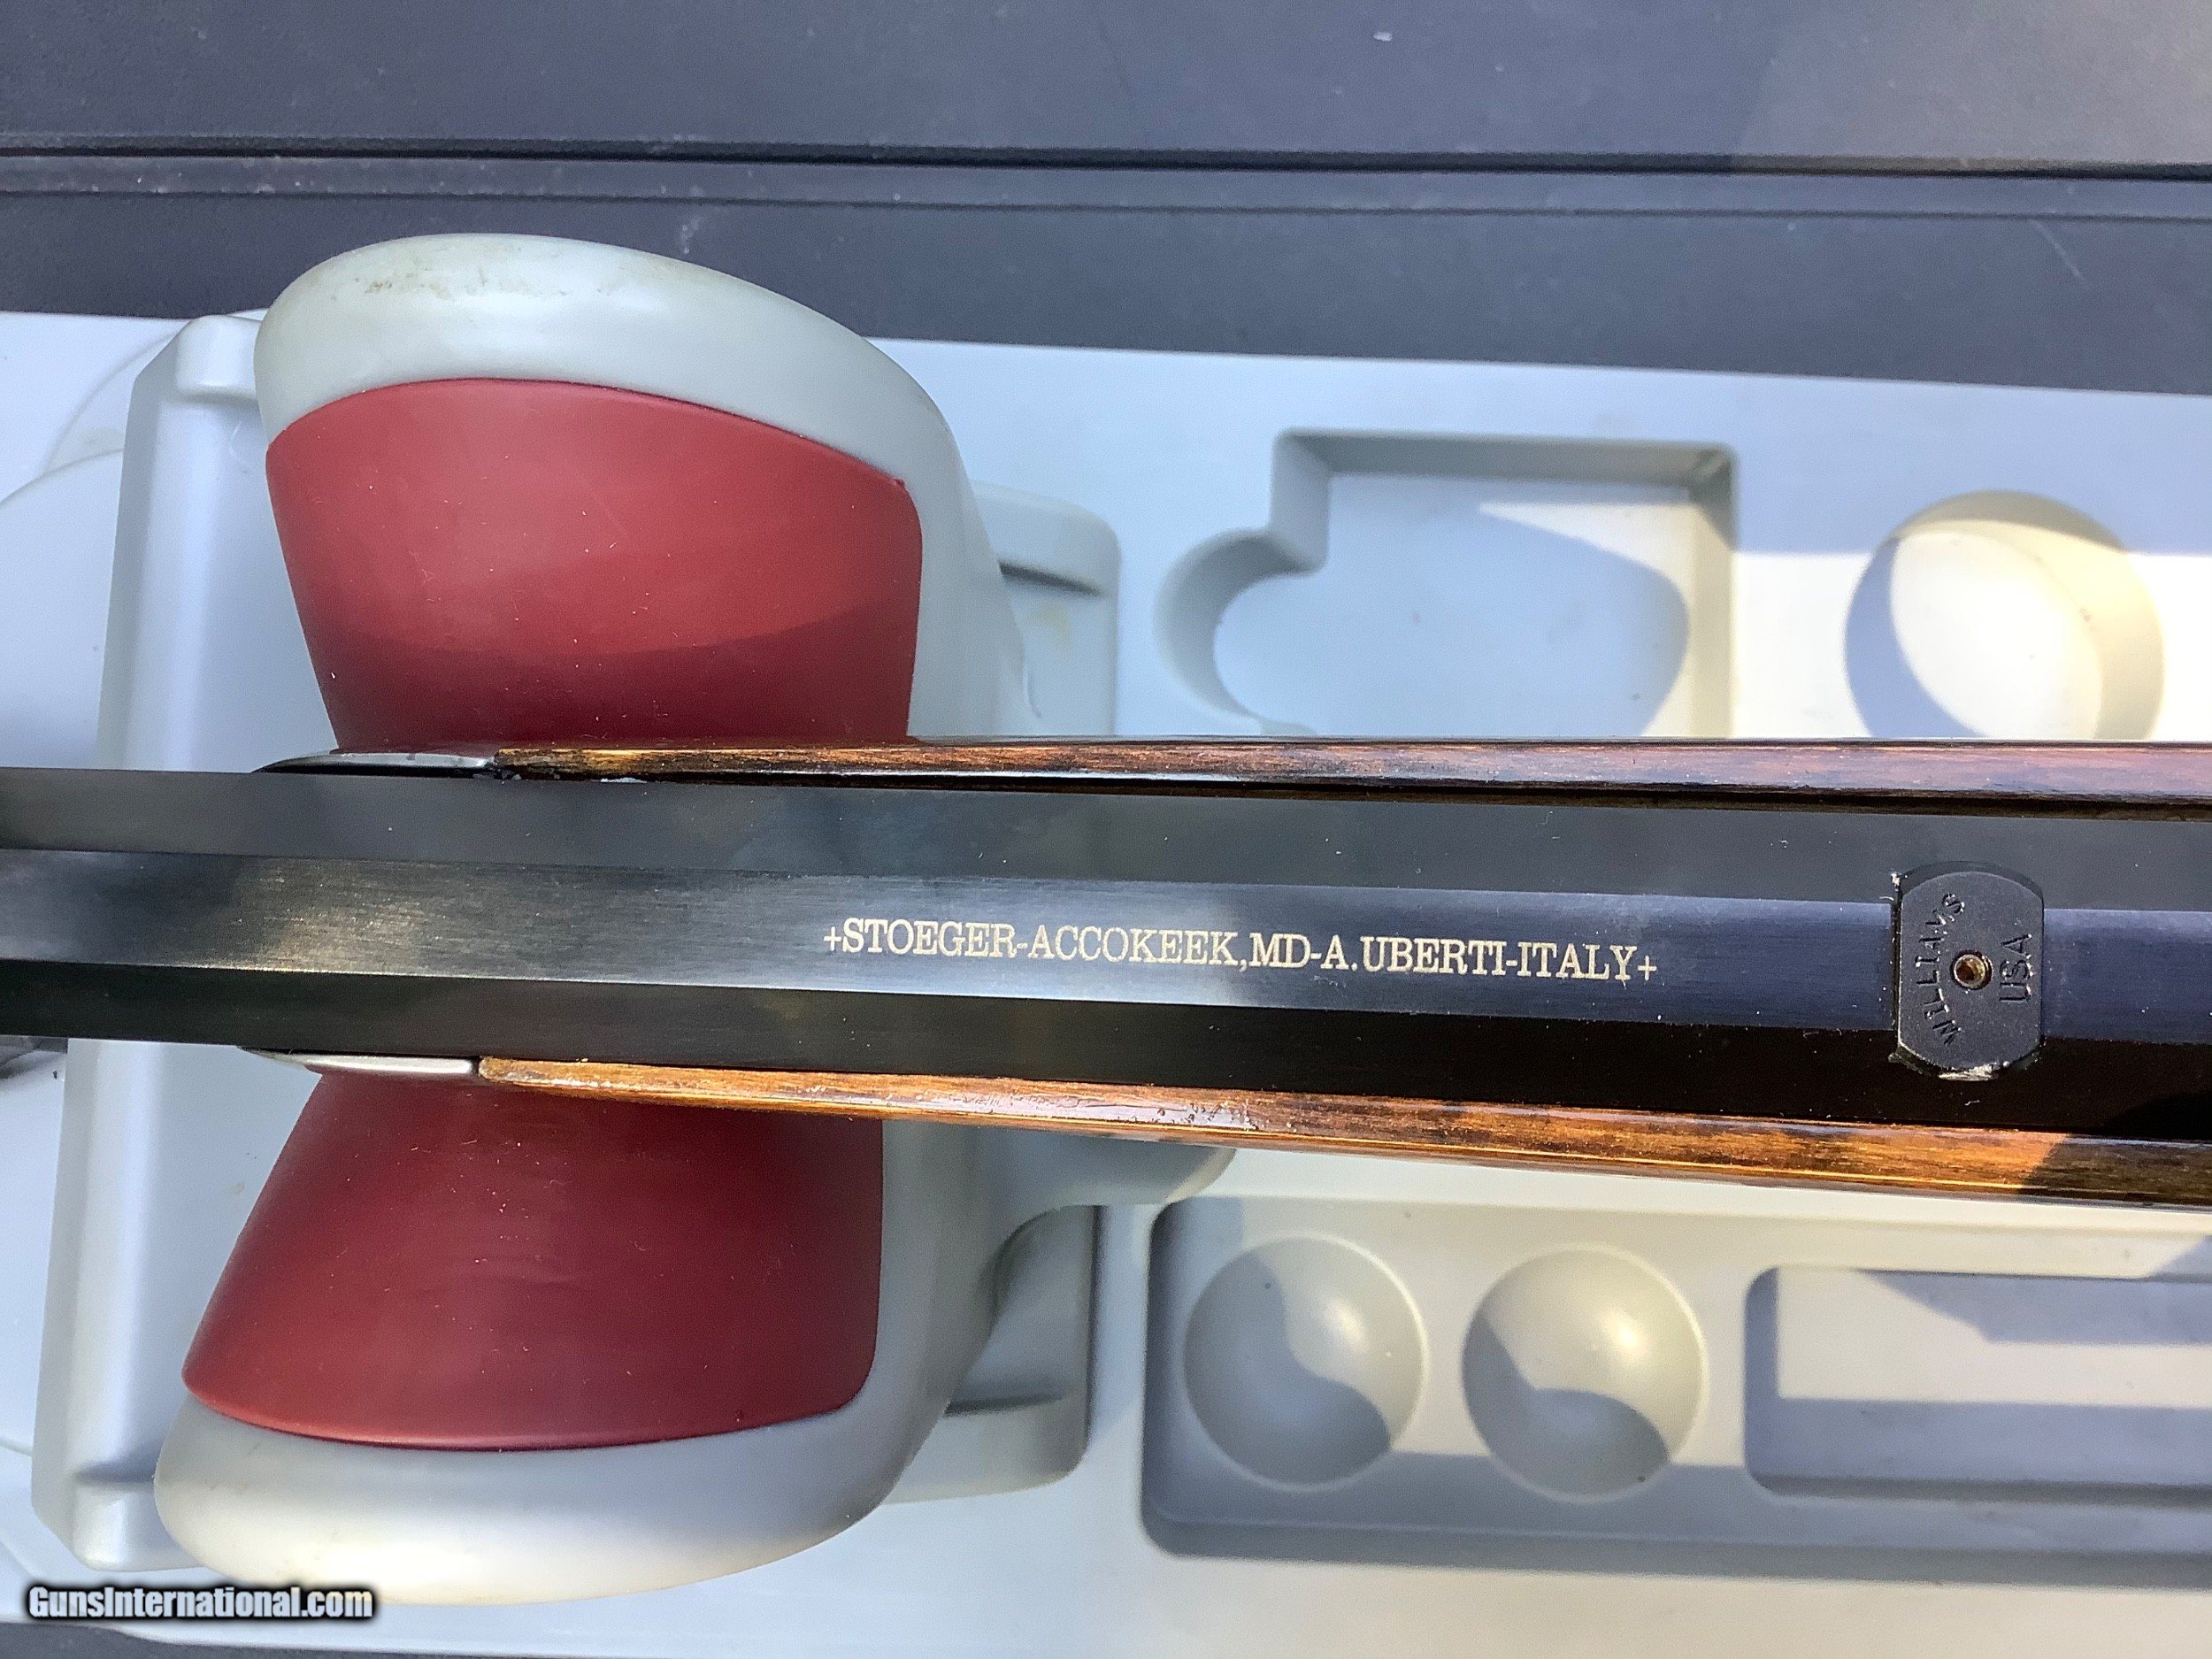 +STOEGER-ACCOKEEK,MD-A.UBERTI-ITALY+
WILLIAMS
USA
GunsInternational.com